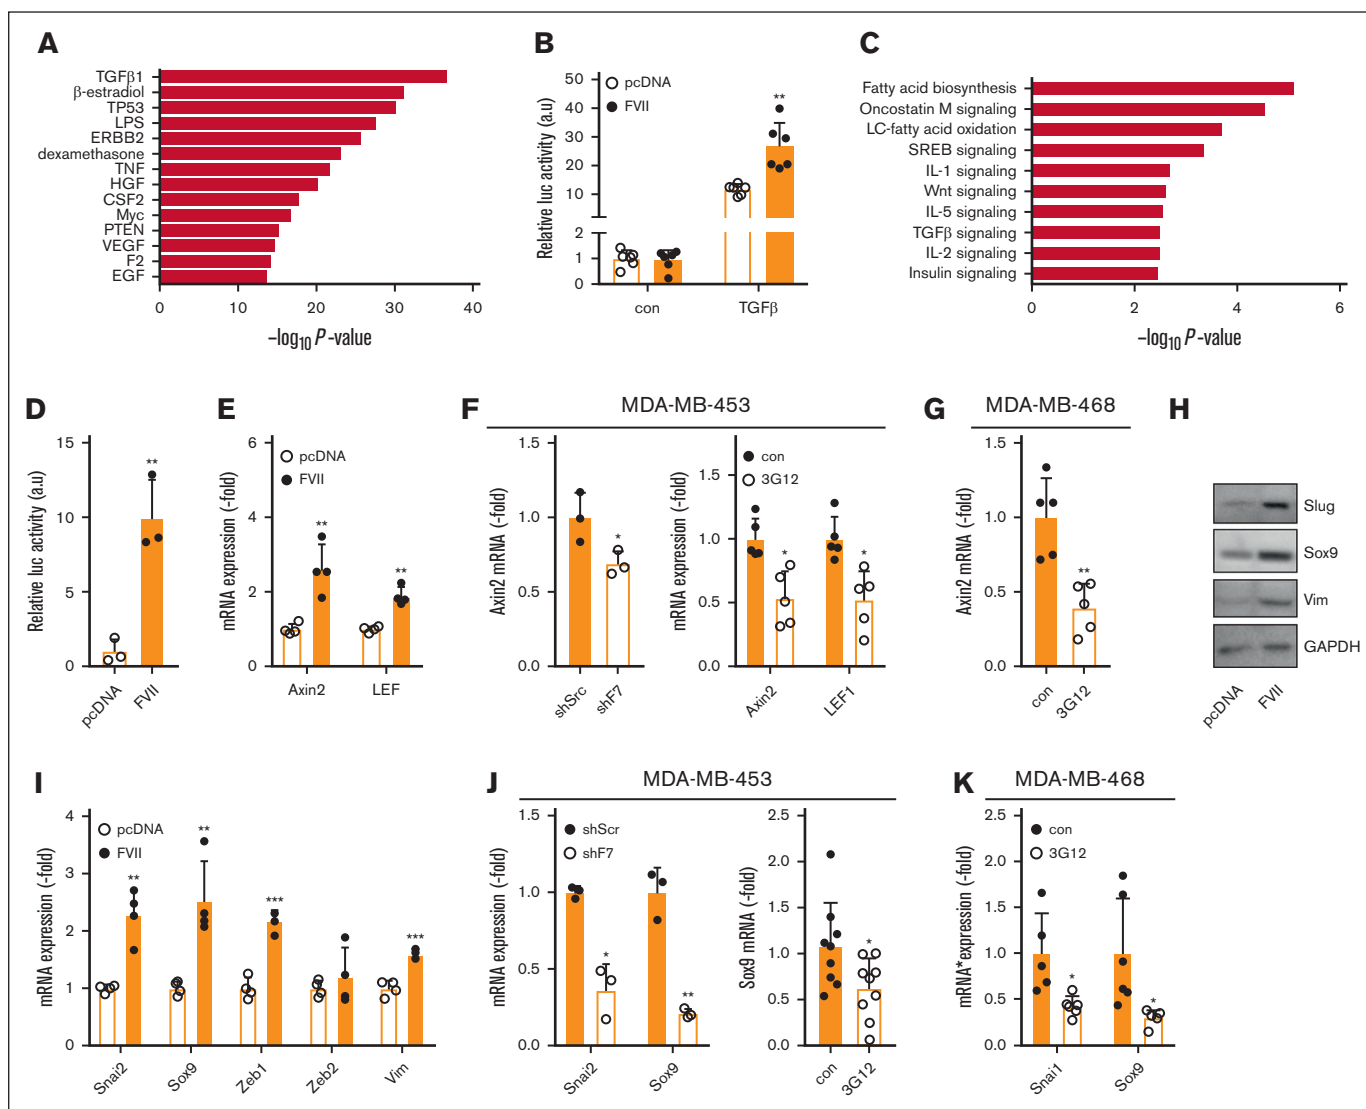 A
TGFβ1
β-estradiol
TP53
LPS
ERBB2
dexamethasone
TNF
HGF
CSF2
Myc
PTEN
VEGF
F2
EGF
0 10 20 30 40
–log10 P -value
B
Relative luc activity (a.u)
50
40
30
20
10
2
1
0
pcDNA
FVII
**
con TGFβ
C
Fatty acid biosynthesis
Oncostatin M signaling
LC-fatty acid oxidation
SREB signaling
IL-1 signaling
Wnt signaling
IL-5 signaling
TGFβ signaling
IL-2 signaling
Insulin signaling
0 2 4 6
–log10 P -value
D
Relative luc activity (a.u)
15
10
5
0
**
pcDNA FVII
E
mRNA expression (-fold)
6
4
2
0
pcDNA
FVII
**
**
Axin2 LEF
F
MDA-MB-453
Axin2 mRNA (-fold)
1.5
1.0
0.5
0.0
*
shSrc shF7
mRNA expression (-fold)
1.5
1.0
0.5
0.0
con
3G12
*
*
Axin2 LEF1
G
MDA-MB-468
Axin2 mRNA (-fold)
1.5
1.0
0.5
0.0
**
con 3G12
H
Slug
Sox9
Vim
GAPDH
pcDNA FVII
I
mRNA expression (-fold)
4
3
2
1
0
pcDNA
FVII
**
**
***
***
Snai2 Sox9 Zeb1 Zeb2 Vim
J
MDA-MB-453
mRNA expression (-fold)
1.5
1.0
0.5
0.0
shScr
shF7
*
**
Snai2 Sox9
Sox9 mRNA (-fold)
2.5
2.0
1.5
1.0
0.5
0.0
*
con 3G12
K
MDA-MB-468
mRNA*expression (-fold)
2.5
2.0
1.5
1.0
0.5
0.0
con
3G12
*
*
Snai1 Sox9